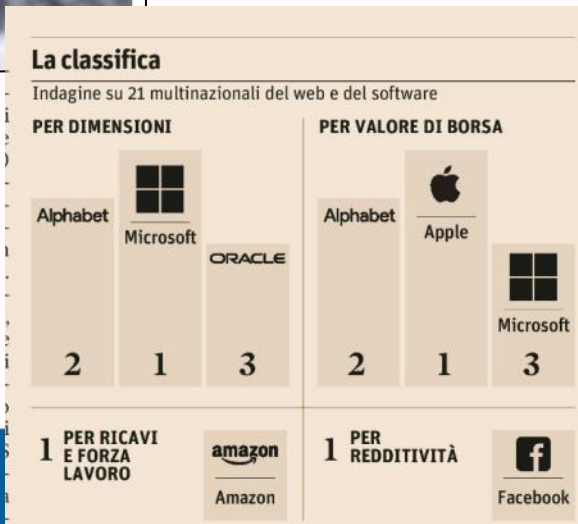 La classifica
Indagine su 21 multinazionali del web e del software
PER DIMENSIONI
Alphabet
2
Microsoft
1
ORACLE
3
PER VALORE DI BORSA
Alphabet
2
Apple
1
Microsoft
3
1 PER RICAVI
E FORZA
LAVORO
amazon
Amazon
1 PER
REDDITIVITÀ
f
Facebook